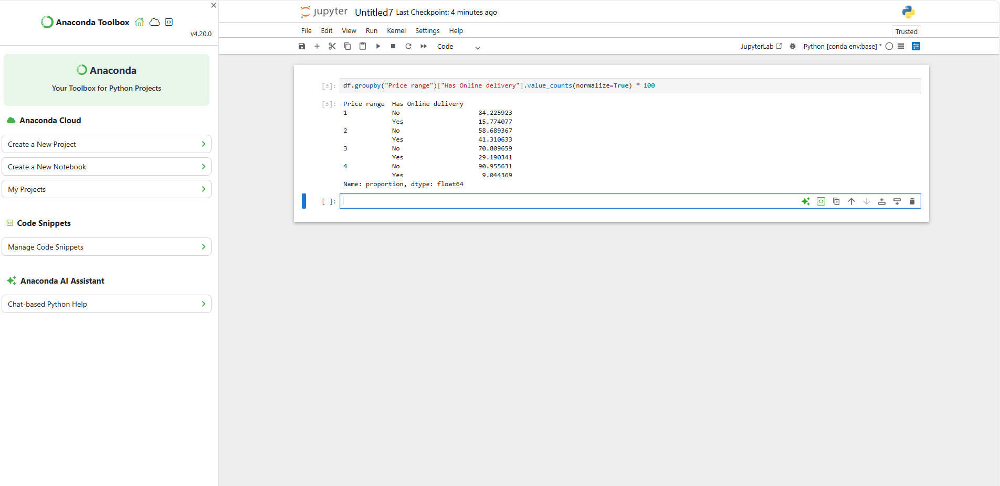 Anaconda Toolbox
v4.20.0
Anaconda
Your Toolbox for Python Projects
Anaconda Cloud
Create a New Project
Create a New Notebook
My Projects
Code Snippets
Manage Code Snippets
Anaconda AI Assistant
Chat-based Python Help
jupyter Untitled7 Last Checkpoint: 4 minutes ago
File Edit View Run Kernel Settings Help
Trusted
Code
JupyterLab
Python [conda env:base] *
[3]: df.groupby("Price range")["Has Online delivery"].value_counts(normalize=True) * 100
[3]: Price range  Has Online delivery
1            No                     84.225923
             Yes                    15.774077
2            No                     58.689367
             Yes                    41.310633
3            No                     70.809659
             Yes                    29.190341
4            No                     90.955631
             Yes                     9.044369
Name: proportion, dtype: float64
[ ]: